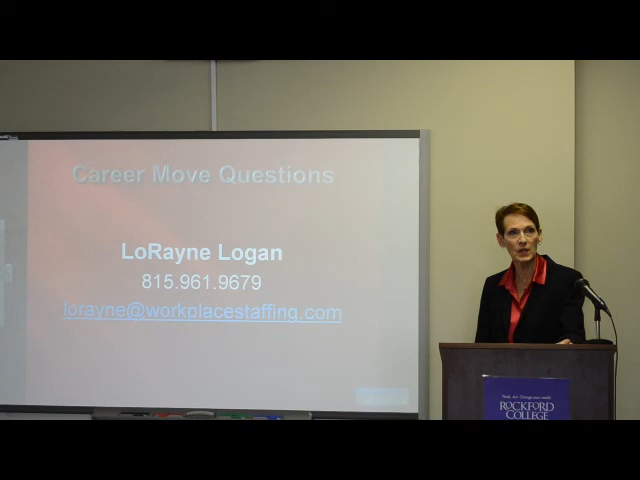 Career Move Questions
LoRayne Logan
815.961.9679
lorayne@workplacestaffing.com
ROCKFORD
COLLEGE